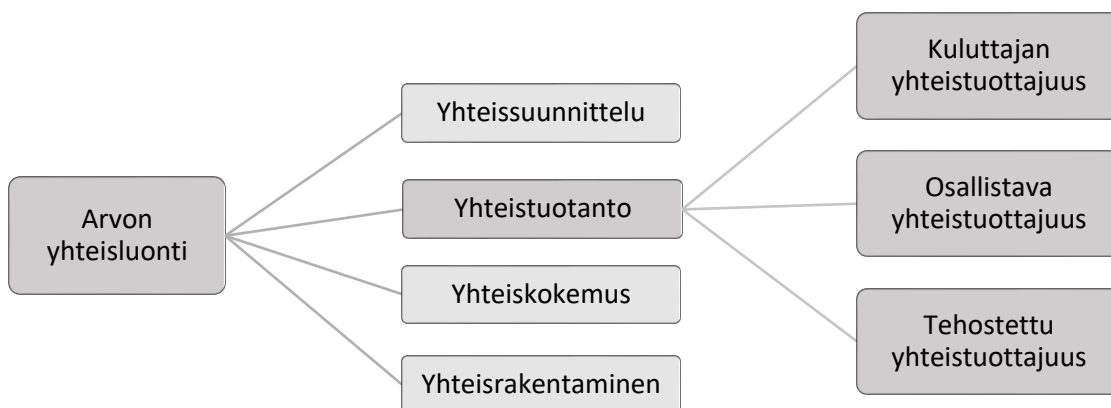 Arvon
yhteisluonti
Yhteissuunnittelu
Yhteistuotanto
Yhteiskokemus
Yhteisrakentaminen
Kuluttajan
yhteistuottajuus
Osallistava
yhteistuottajuus
Tehostettu
yhteistuottajuus